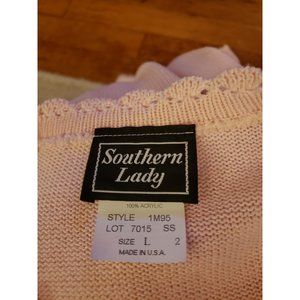 Southern
Lady
100% ACRYLIC
STYLE 1M95
LOT 7015 SS
SIZE L 2
MADE IN U.S.A.